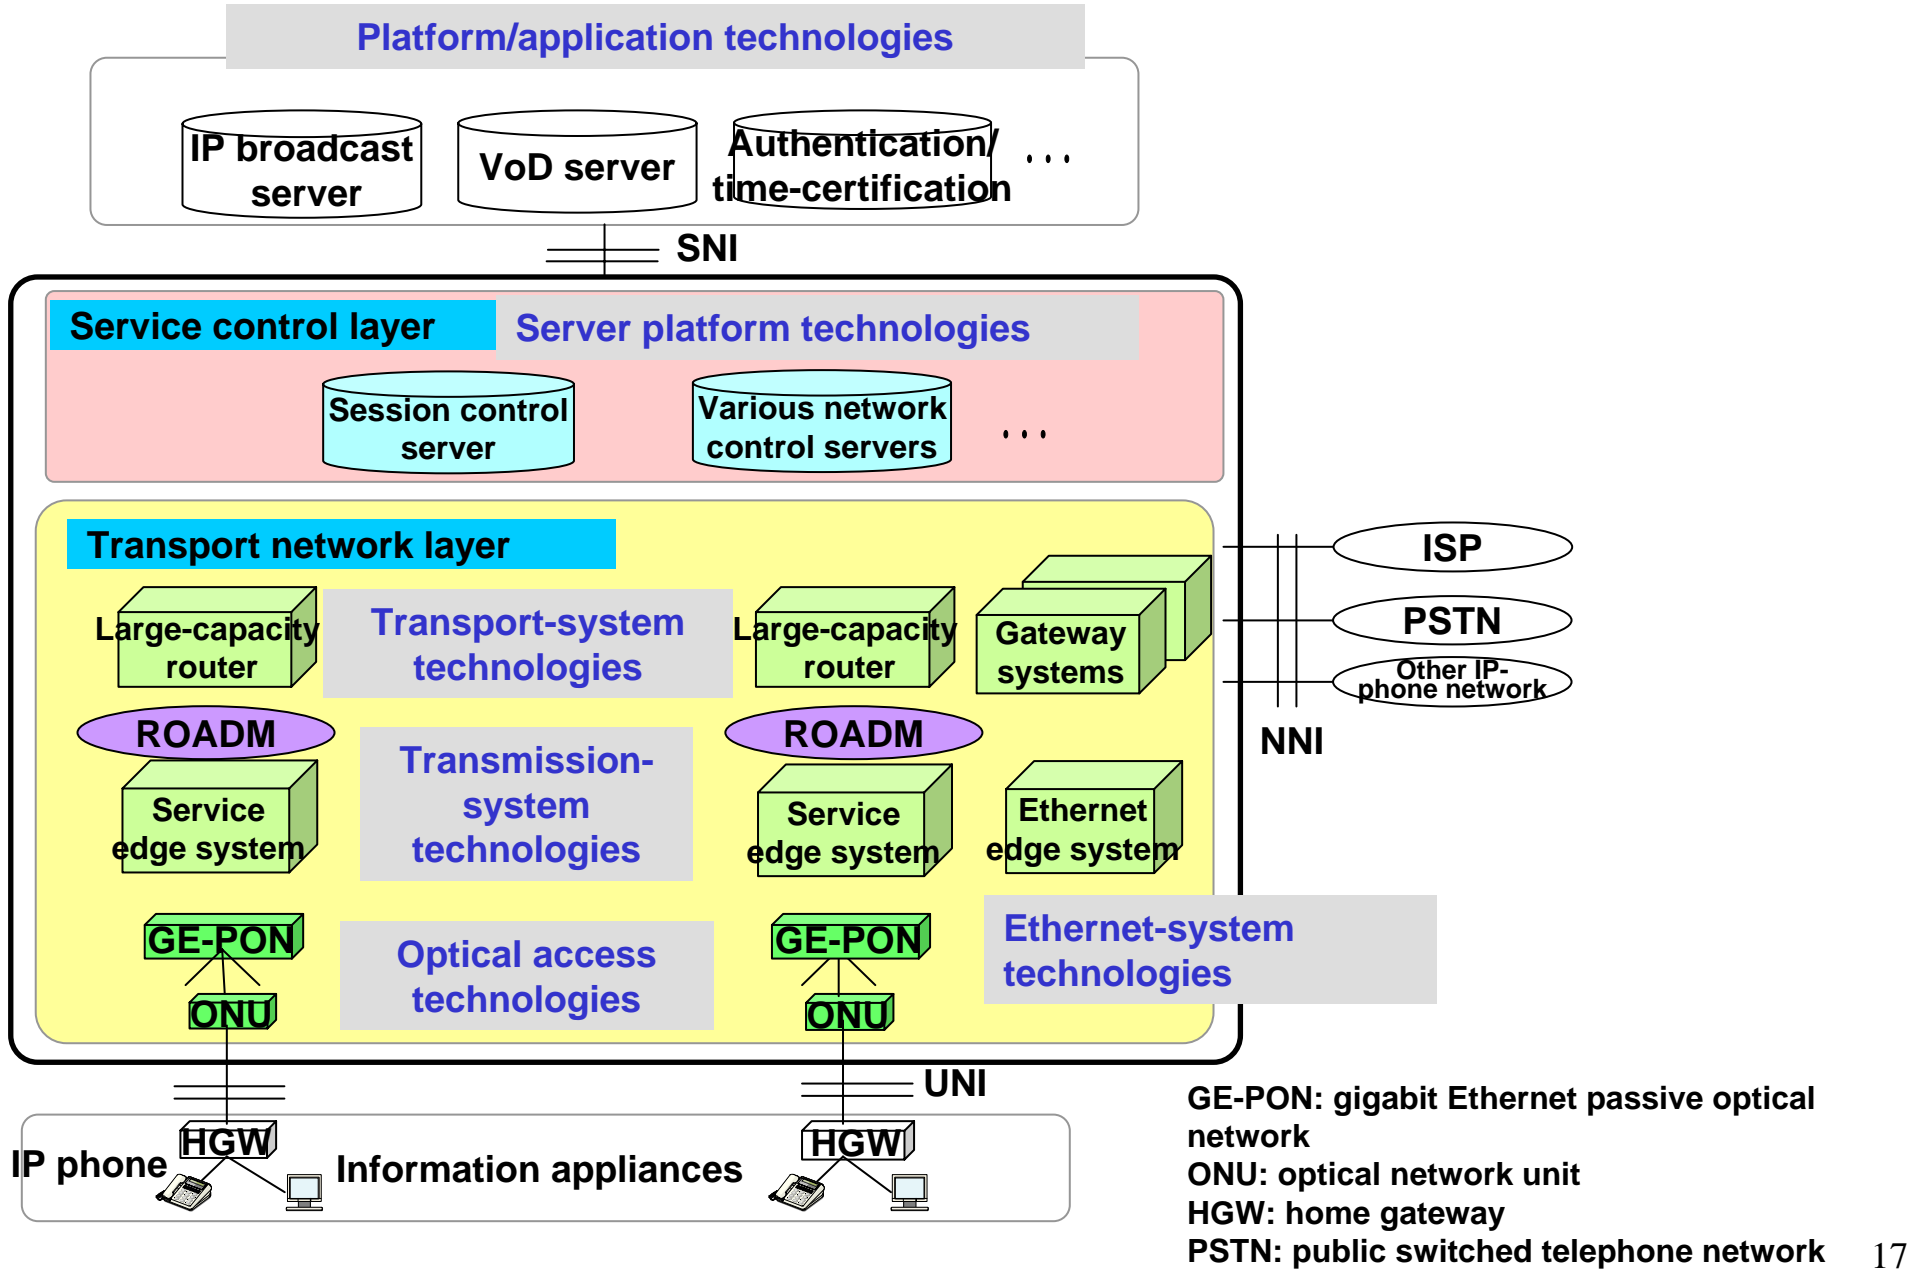 Platform/application technologies
IP broadcast
server
VoD server
Authentication/
time-certification
...
SNI
Service control layer
Server platform technologies
Session control
server
Various network
control servers
...
Transport network layer
Large-capacity
router
Transport-system
technologies
Large-capacity
router
Gateway
systems
ISP
PSTN
Other IP-
phone network
NNI
ROADM
ROADM
Transmission-
system
technologies
Service
edge system
Service
edge system
Ethernet
edge system
GE-PON
GE-PON
Optical access
technologies
Ethernet-system
technologies
ONU
ONU
UNI
HGW
HGW
IP phone
Information appliances
GE-PON: gigabit Ethernet passive optical
network
ONU: optical network unit
HGW: home gateway
PSTN: public switched telephone network
17